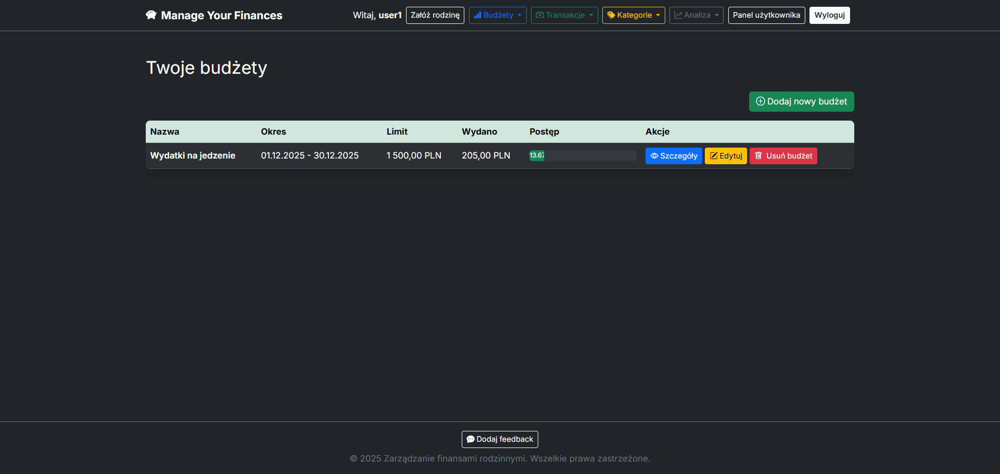 Manage Your Finances
Witaj, user1 Załóż rodzinę Budżety Transakcje Kategorie Analiza Panel użytkownika Wyloguj
Twoje budżety
Dodaj nowy budżet
Nazwa Okres Limit Wydano Postęp Akcje
Wydatki na jedzenie 01.12.2025 - 30.12.2025 1 500,00 PLN 205,00 PLN 13.67 Szczegóły Edytuj Usuń budżet
Dodaj feedback
© 2025 Zarządzanie finansami rodzinnymi. Wszelkie prawa zastrzeżone.